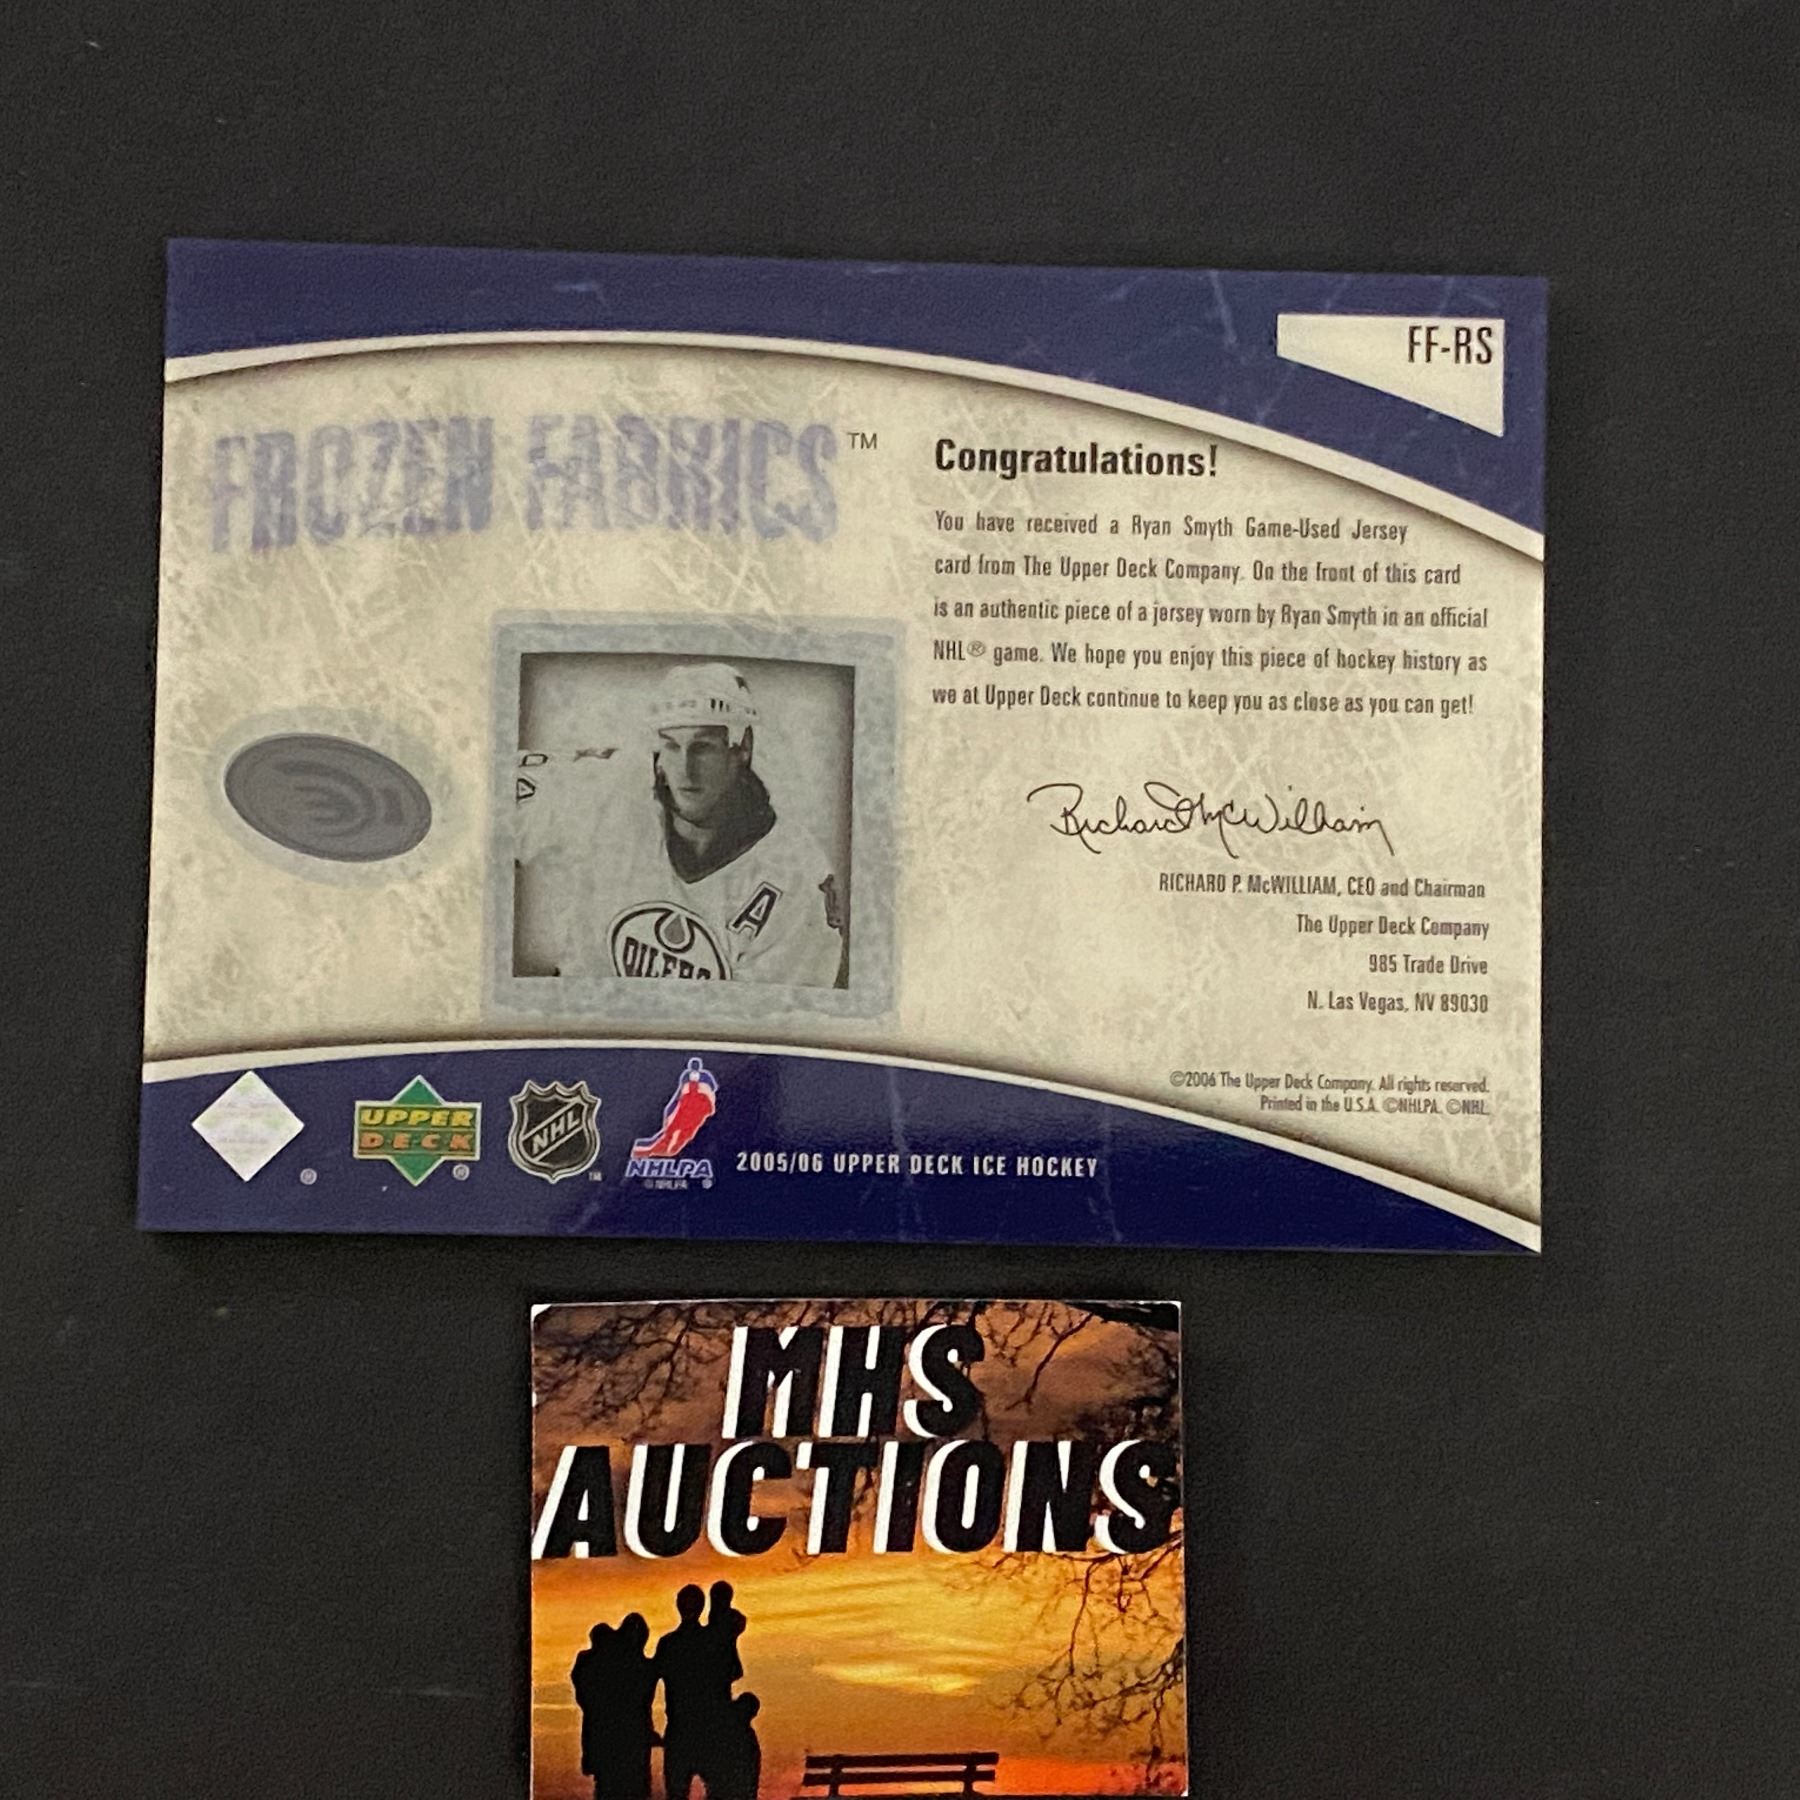 FF-RS
FROZEN FABRICS™
Congratulations!
You have received a Ryan Smyth Game-Used Jersey
card from The Upper Deck Company. On the front of this card
is an authentic piece of a jersey worn by Ryan Smyth in an official
NHL® game. We hope you enjoy this piece of hockey history as
we at Upper Deck continue to keep you as close as you can get!
Richard McWilliam
RICHARD P. McWILLIAM, CEO and Chairman
The Upper Deck Company
985 Trade Drive
N. Las Vegas, NV 89030
A
OILERS
©2006 The Upper Deck Company. All rights reserved.
Printed in the U.S.A. ©NHLPA. ©NHL.
®
UPPER
DECK
®
NHL
™
NHLPA
©NHLPA ®
2005/06 UPPER DECK ICE HOCKEY
MHS
AUCTIONS